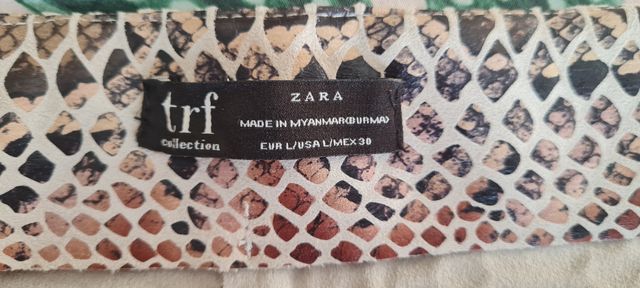 trf
collection
ZARA
MADE IN MYANMAR(BURMA)
EUR L/USA L/MEX 30